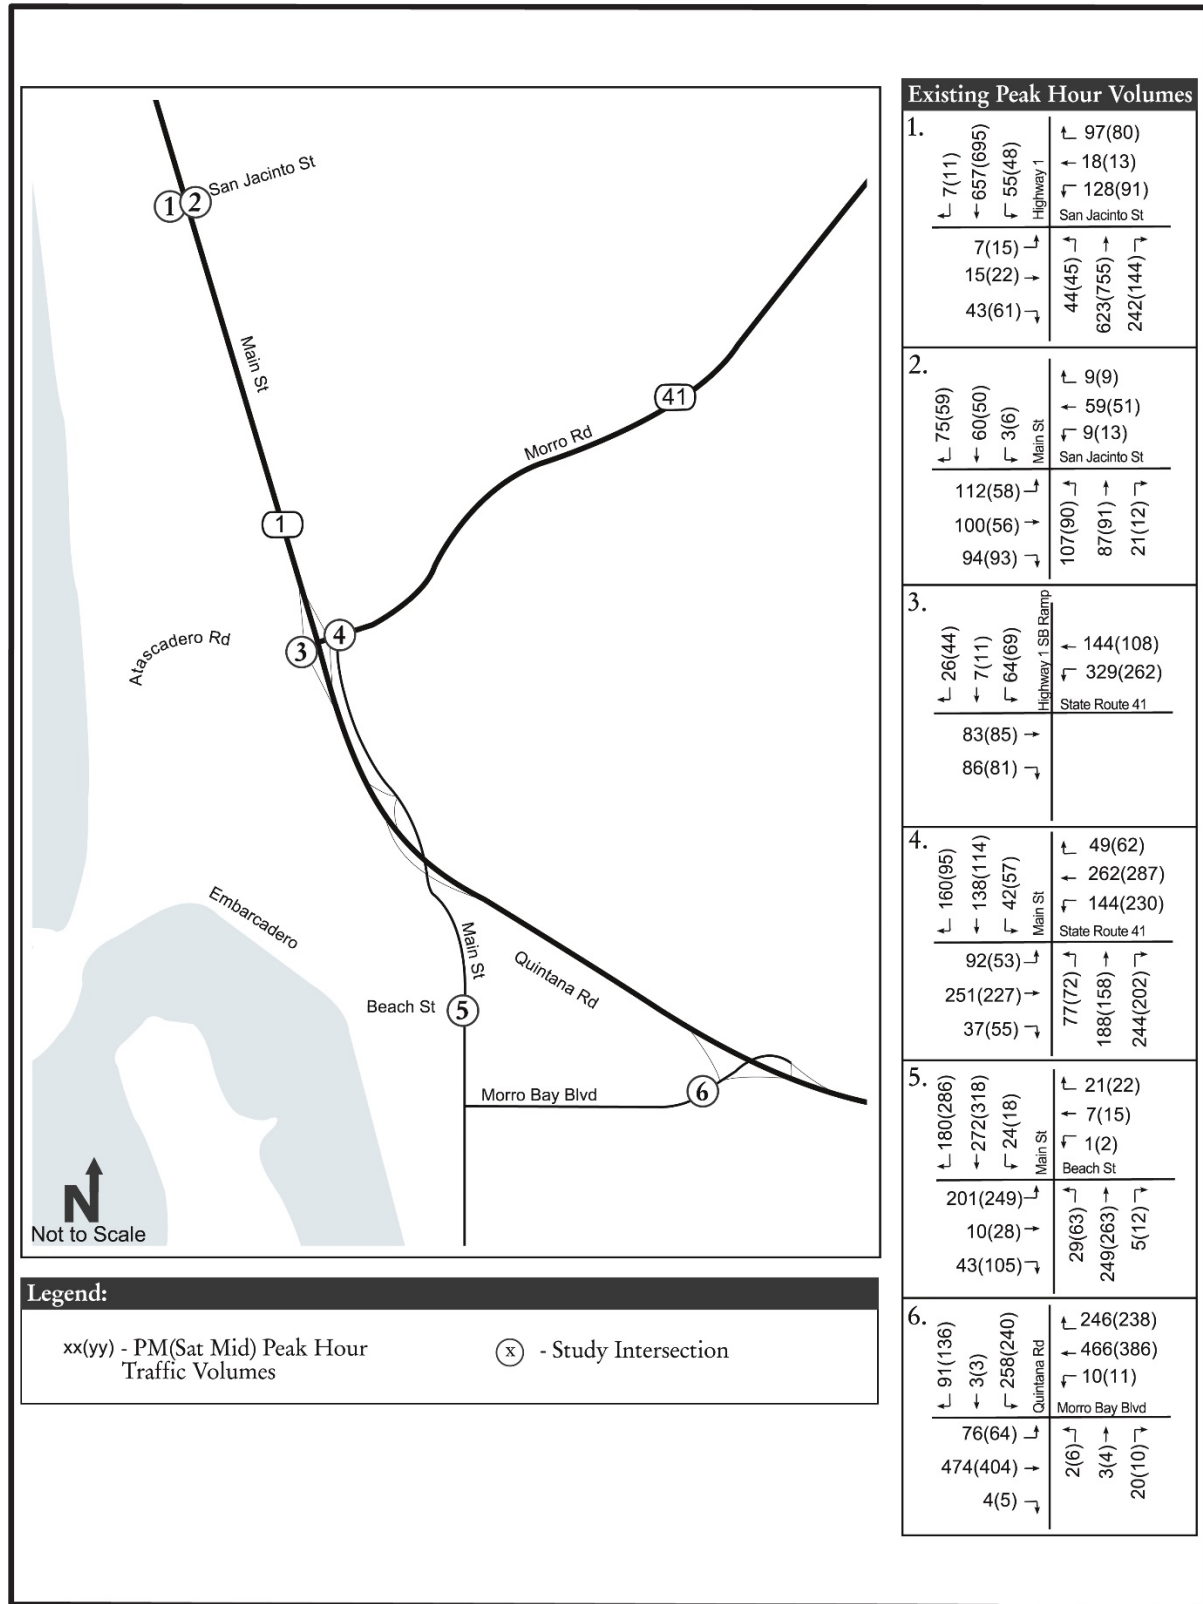 San Jacinto St
1
2
Main St
41
Morro Rd
1
Atascadero Rd
3
4
Embarcadero
Main St
Quintana Rd
Beach St
5
Morro Bay Blvd
6
N
Not to Scale
Legend:
xx(yy) - PM(Sat Mid) Peak Hour
Traffic Volumes
x - Study Intersection
Existing Peak Hour Volumes
1.
7(11)
657(695)
55(48)
Highway 1
97(80)
18(13)
128(91)
San Jacinto St
7(15)
15(22)
43(61)
44(45)
623(755)
242(144)
2.
75(59)
60(50)
3(6)
Main St
9(9)
59(51)
9(13)
San Jacinto St
112(58)
100(56)
94(93)
107(90)
87(91)
21(12)
3.
26(44)
7(11)
64(69)
Highway 1 SB Ramp
144(108)
329(262)
State Route 41
83(85)
86(81)
4.
160(95)
138(114)
42(57)
Main St
49(62)
262(287)
144(230)
State Route 41
92(53)
251(227)
37(55)
77(72)
188(158)
244(202)
5.
180(286)
272(318)
24(18)
Main St
21(22)
7(15)
1(2)
Beach St
201(249)
10(28)
43(105)
29(63)
249(263)
5(12)
6.
91(136)
3(3)
258(240)
Quintana Rd
246(238)
466(386)
10(11)
Morro Bay Blvd
76(64)
474(404)
4(5)
2(6)
3(4)
20(10)